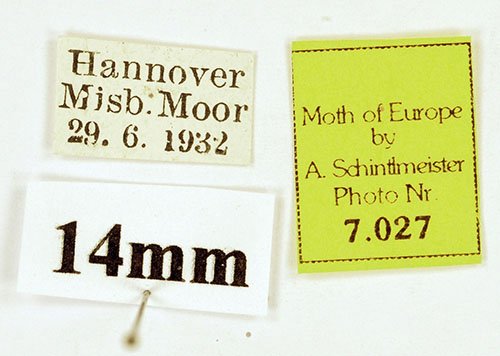 Hannover
Misb. Moor
29. 6. 1932
14mm
Moth of Europe
by
A. Schintlmeister
Photo Nr.
7.027